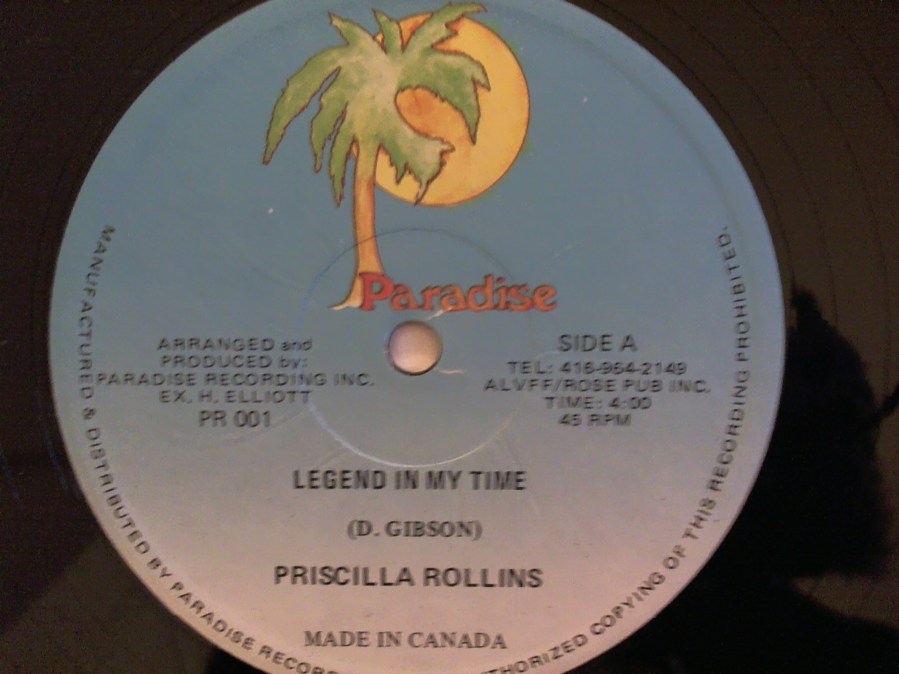 Paradise
ARRANGED and
PRODUCED by:
PARADISE RECORDING INC.
EX. H. ELLIOTT
PR 001
SIDE A
TEL: 416-964-2149
ALVFF/ROSE PUB INC.
TIME: 4:00
45 RPM
LEGEND IN MY TIME
(D. GIBSON)
PRISCILLA ROLLINS
MADE IN CANADA
MANUFACTURED & DISTRIBUTED BY PARADISE COPYING OF THIS RECORDING PROHIBITED.